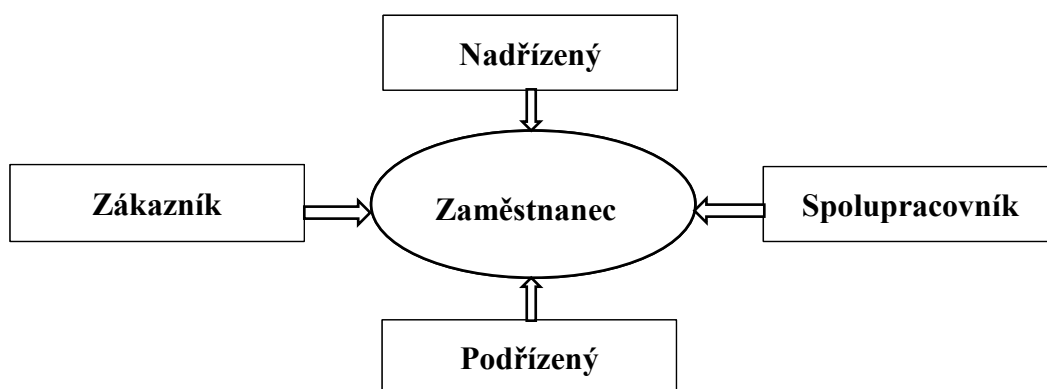 Nadřízený
Zákazník
Zaměstnanec
Spolupracovník
Podřízený